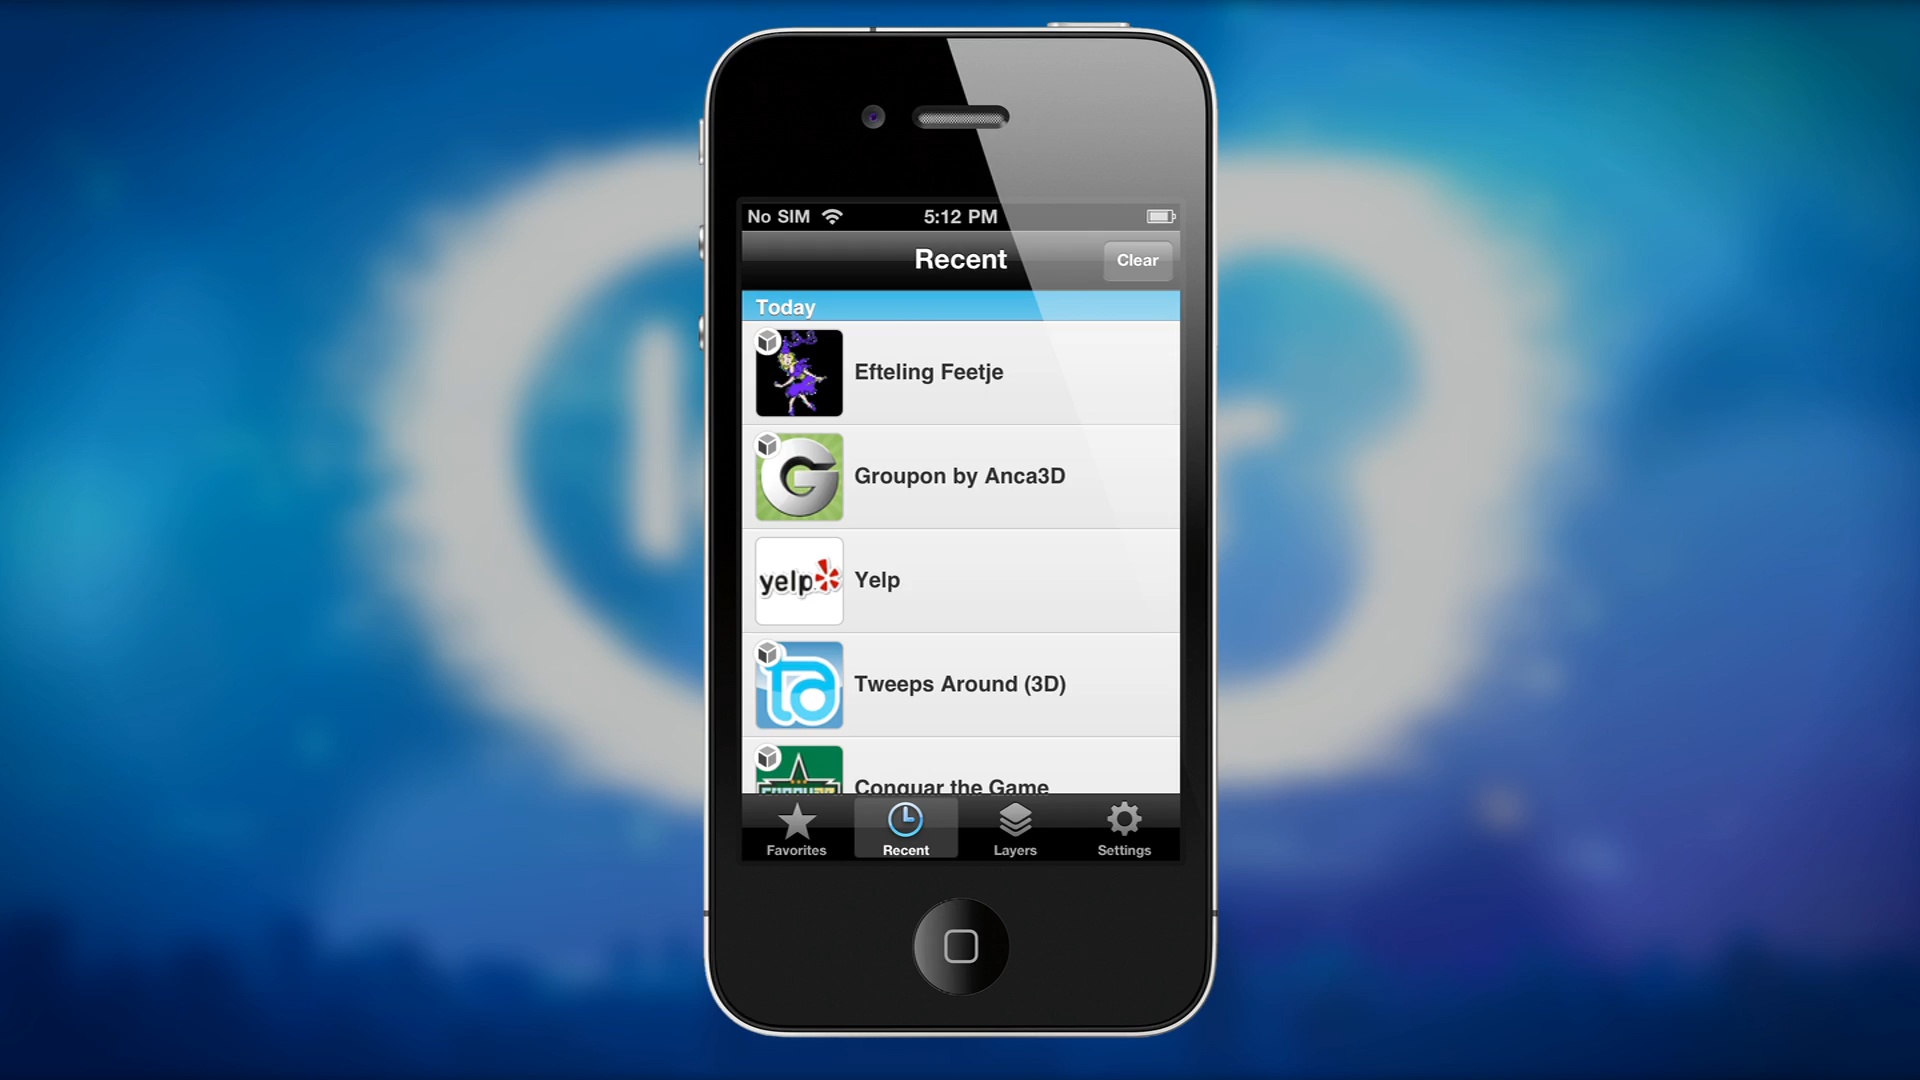 No SIM 5:12 PM
Recent
Clear
Today
Efteling Feetje
Groupon by Anca3D
yelp
Yelp
Tweeps Around (3D)
Conquar the Game
Favorites
Recent
Layers
Settings